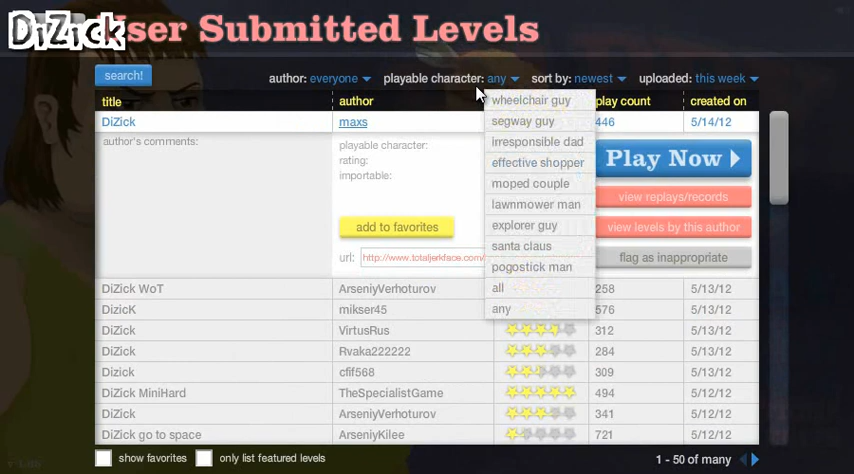 DiZick
User Submitted Levels
search!
author: everyone playable character: any sort by: newest uploaded: this week
title author play count created on
DiZick maxs 446 5/14/12
author's comments:
playable character:
rating:
importable:
add to favorites
url: http://www.totaljerkface.com/
wheelchair guy
segway guy
irresponsible dad
effective shopper
moped couple
lawnmower man
explorer guy
santa claus
pogostick man
all
any
Play Now
view replays/records
view levels by this author
flag as inappropriate
DiZick WoT ArseniyVerhoturov 258 5/13/12
DizicK mikser45 576 5/13/12
DiZick VirtusRus 312 5/13/12
Dizick Rvaka222222 284 5/13/12
Dizick cfif568 309 5/13/12
DiZick MiniHard TheSpecialistGame 494 5/12/12
Dizick ArseniyVerhoturov 341 5/12/12
DiZick go to space ArseniyKilee 721 5/12/12
show favorites only list featured levels 1 - 50 of many